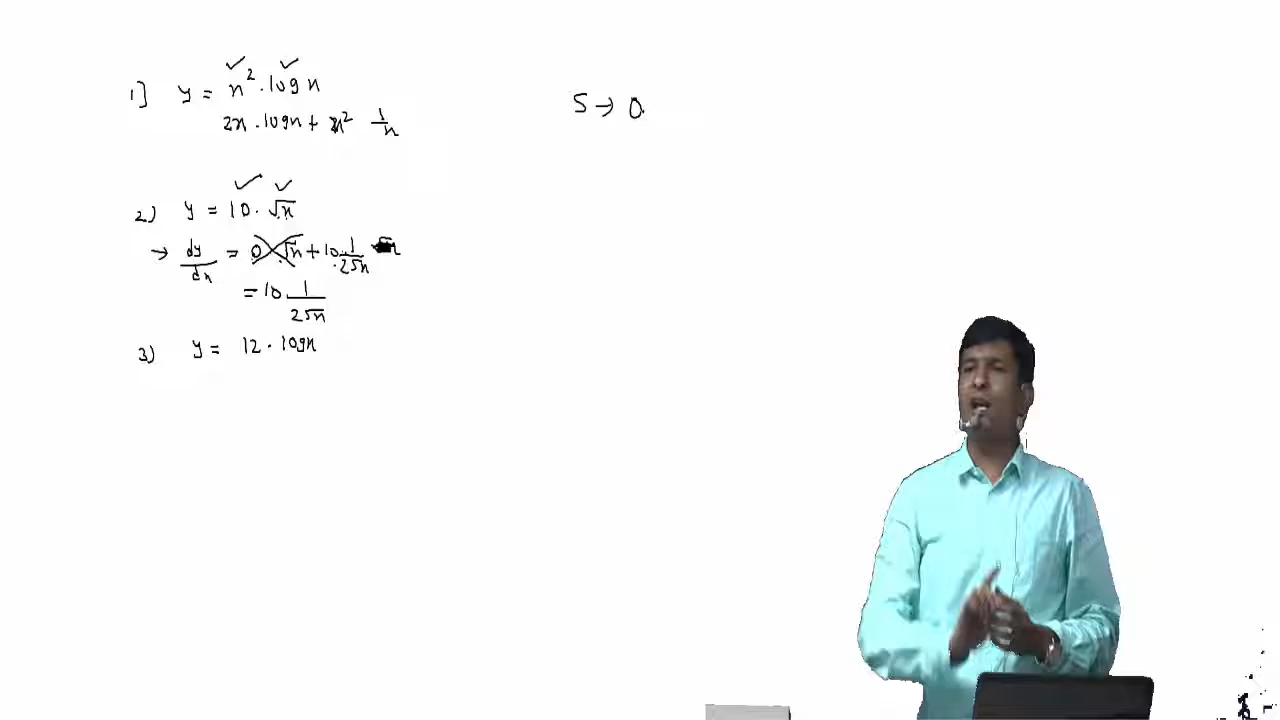 1] y = x² . log x
2x . log x + x² 1/x
2) y = 10 . √x
→ dy/dx = 0 . √x + 10 . 1/2√x
= 10 . 1/2√x
3) y = 12 . log x
5 → 0